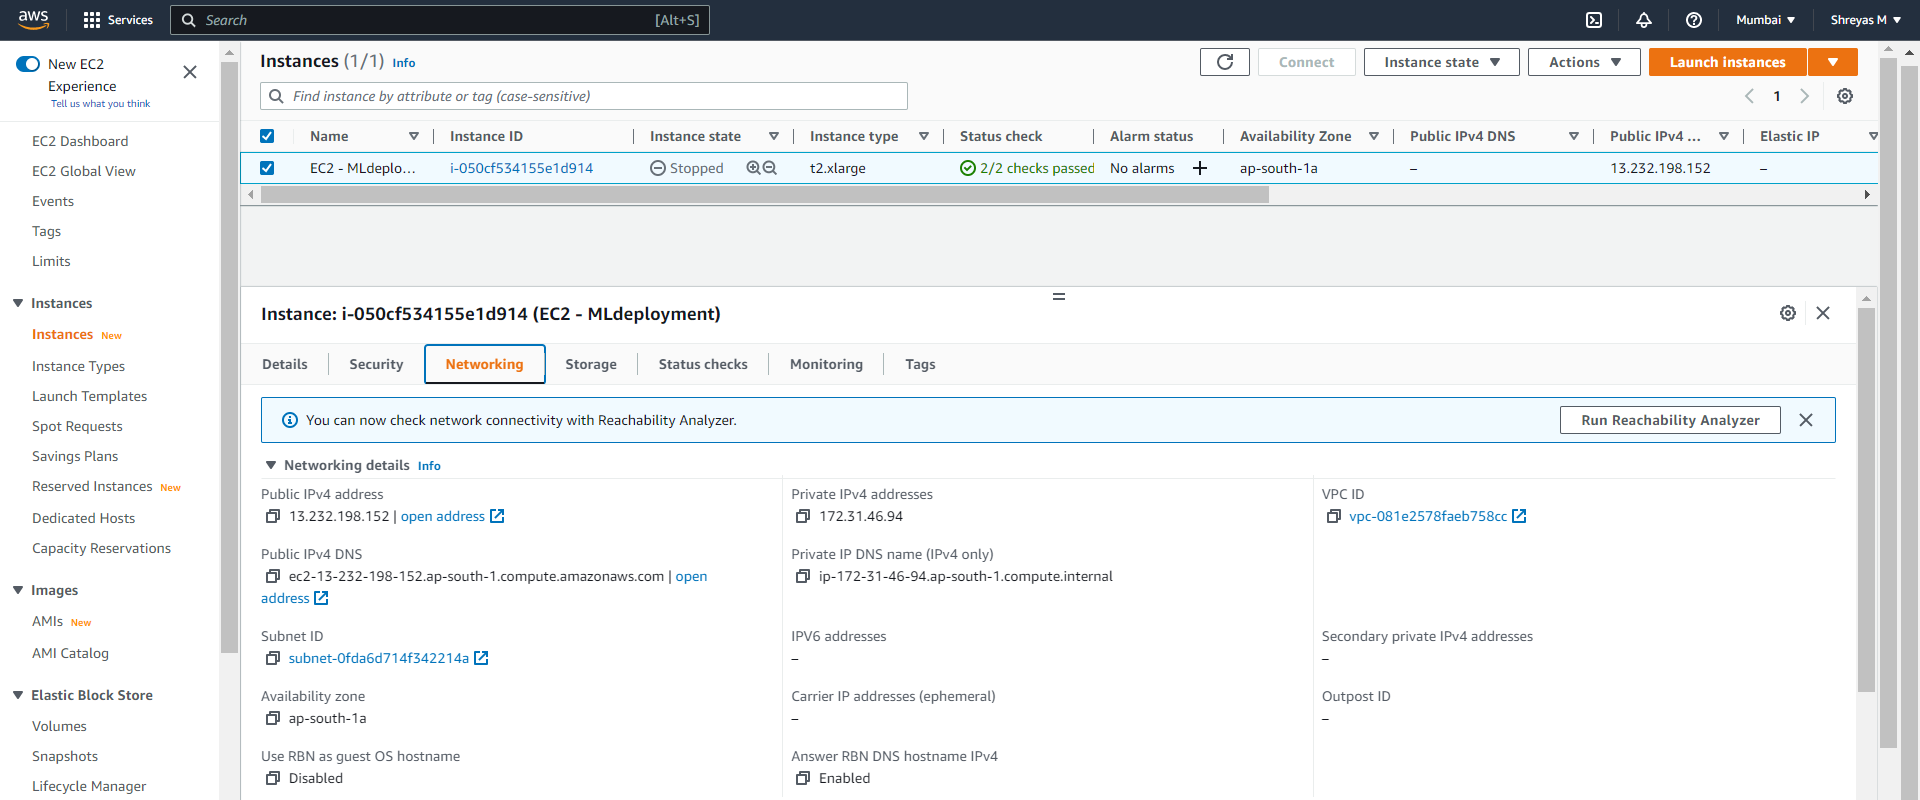 aws
Services
Search
[Alt+S]
Mumbai
Shreyas M
New EC2
Experience
Tell us what you think
EC2 Dashboard
EC2 Global View
Events
Tags
Limits
Instances
Instances New
Instance Types
Launch Templates
Spot Requests
Savings Plans
Reserved Instances New
Dedicated Hosts
Capacity Reservations
Images
AMIs New
AMI Catalog
Elastic Block Store
Volumes
Snapshots
Lifecycle Manager
Instances (1/1) Info
Connect
Instance state
Actions
Launch instances
Find instance by attribute or tag (case-sensitive)
1
Name Instance ID Instance state Instance type Status check Alarm status Availability Zone Public IPv4 DNS Public IPv4 ... Elastic IP
EC2 - MLdeplo... i-050cf534155e1d914 Stopped t2.xlarge 2/2 checks passed No alarms + ap-south-1a – 13.232.198.152 –
Instance: i-050cf534155e1d914 (EC2 - MLdeployment)
Details Security Networking Storage Status checks Monitoring Tags
You can now check network connectivity with Reachability Analyzer.
Run Reachability Analyzer
Networking details Info
Public IPv4 address
13.232.198.152 | open address
Private IPv4 addresses
172.31.46.94
VPC ID
vpc-081e2578faeb758cc
Public IPv4 DNS
ec2-13-232-198-152.ap-south-1.compute.amazonaws.com | open
address
Private IP DNS name (IPv4 only)
ip-172-31-46-94.ap-south-1.compute.internal
Subnet ID
subnet-0fda6d714f342214a
IPV6 addresses
–
Secondary private IPv4 addresses
–
Availability zone
ap-south-1a
Carrier IP addresses (ephemeral)
–
Outpost ID
–
Use RBN as guest OS hostname
Disabled
Answer RBN DNS hostname IPv4
Enabled